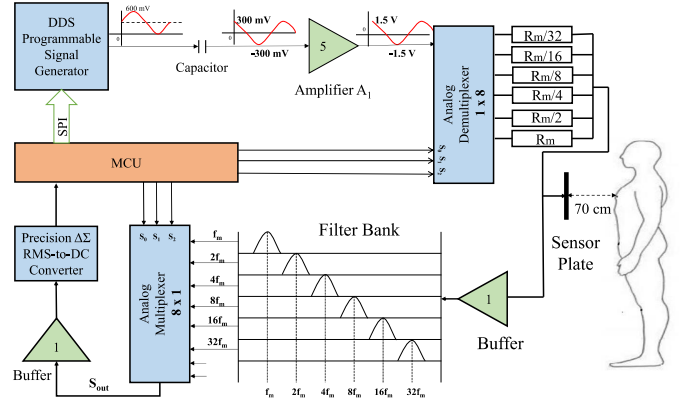 DDS
Programmable
Signal
Generator
600 mV
0
Capacitor
300 mV
0
-300 mV
5
Amplifier A1
1.5 V
0
-1.5 V
Analog
Demultiplexer
1 x 8
S0 S1 S2
Rm/32
Rm/16
Rm/8
Rm/4
Rm/2
Rm
SPI
MCU
70 cm
Sensor
Plate
Precision ΔΣ
RMS-to-DC
Converter
S0 S1 S2
Analog
Multiplexer
8 x 1
Filter Bank
fm
2fm
4fm
8fm
16fm
32fm
fm 2fm 4fm 8fm 16fm 32fm
1
Buffer
1
Buffer
Sout